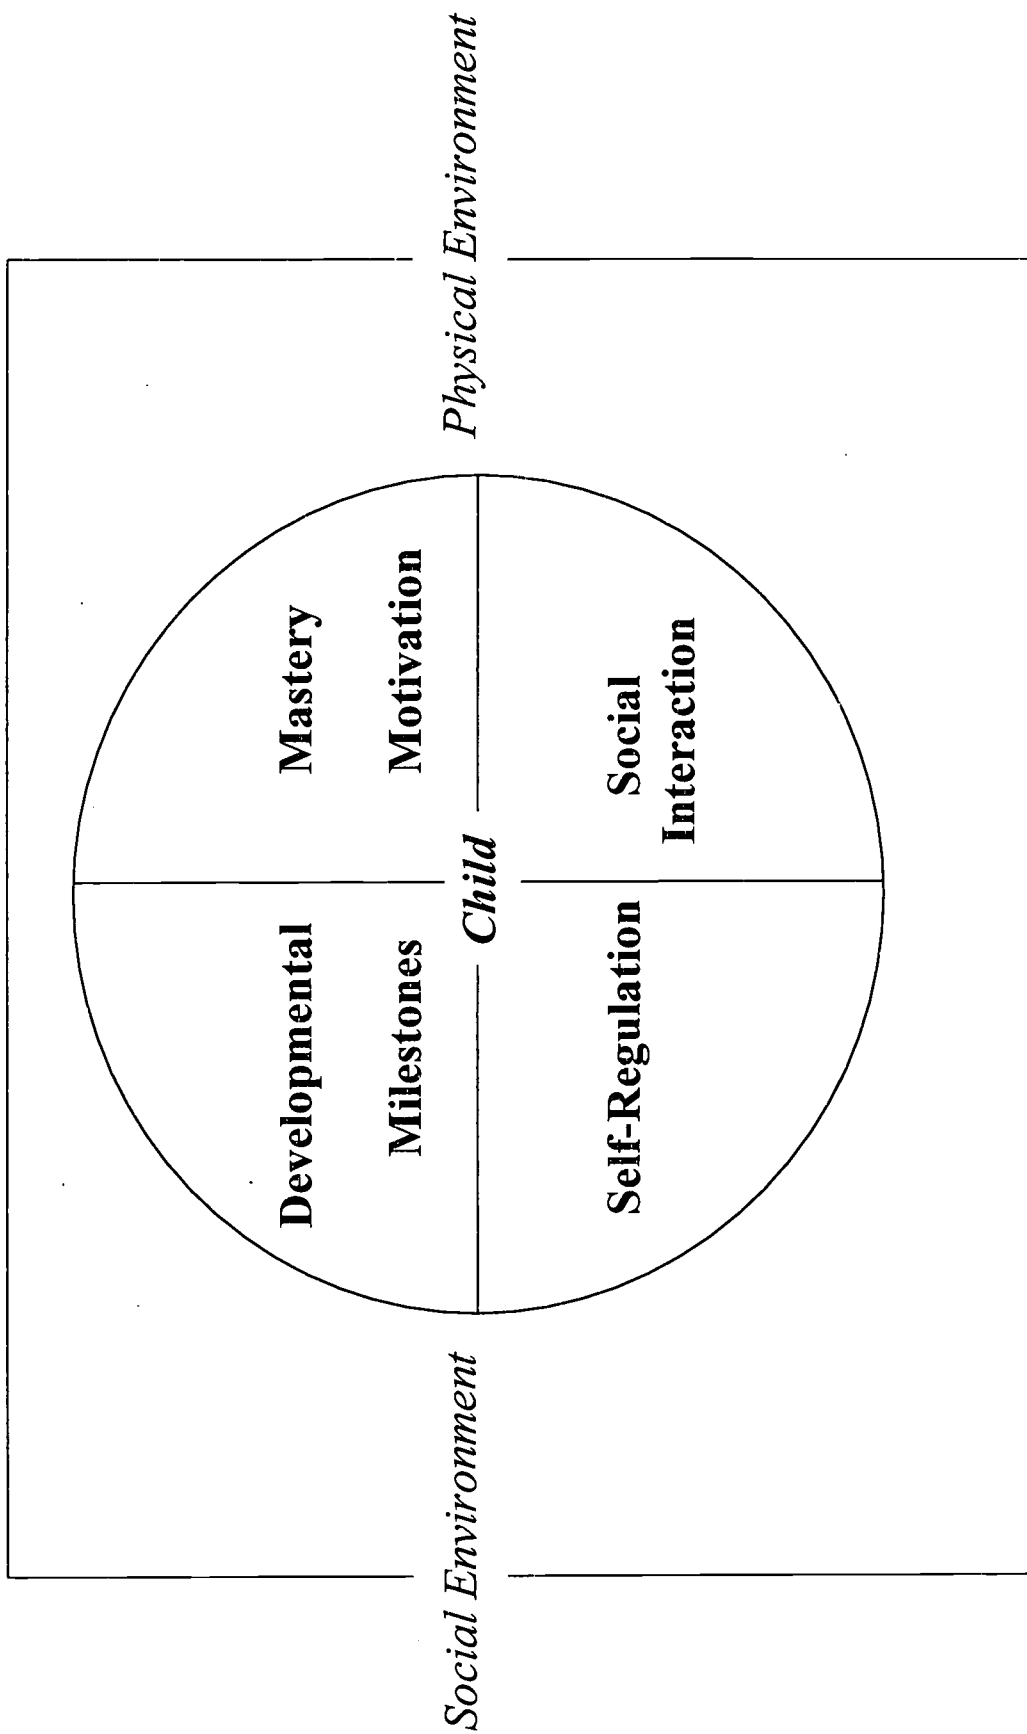 Developmental
Milestones
Mastery
Motivation
Social Environment
Child
Physical Environment
Self-Regulation
Social
Interaction